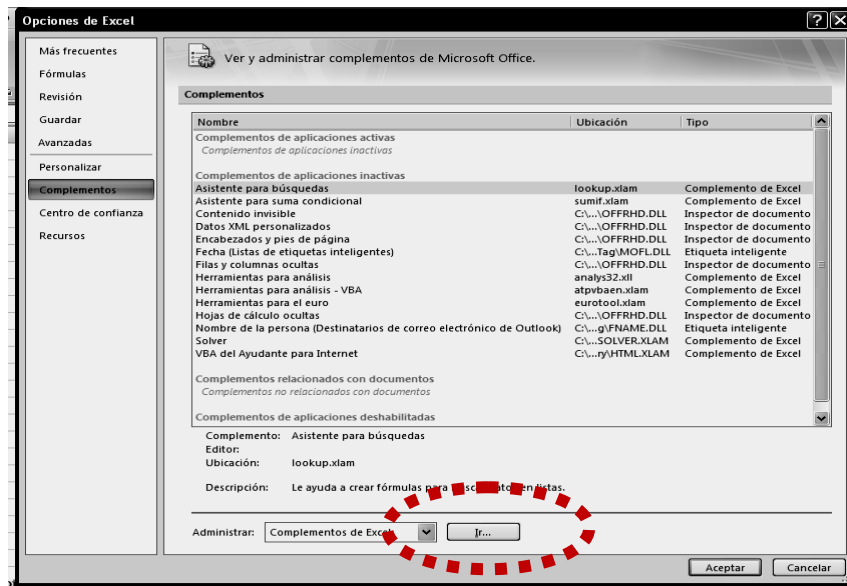 Opciones de Excel
Más frecuentes
Fórmulas
Revisión
Guardar
Avanzadas
Personalizar
Complementos
Centro de confianza
Recursos
Ver y administrar complementos de Microsoft Office.
Complementos
Nombre Ubicación Tipo
Complementos de aplicaciones activas
Complementos de aplicaciones inactivas
Complementos de aplicaciones inactivas
Asistente para búsquedas lookup.xlam Complemento de Excel
Asistente para suma condicional sumif.xlam Complemento de Excel
Contenido invisible C:\...\OFFRHD.DLL Inspector de documento
Datos XML personalizados C:\...\OFFRHD.DLL Inspector de documento
Encabezados y pies de página C:\...\OFFRHD.DLL Inspector de documento
Fecha (Listas de etiquetas inteligentes) C:\...Tag\MOFL.DLL Etiqueta inteligente
Filas y columnas ocultas C:\...\OFFRHD.DLL Inspector de documento
Herramientas para análisis analys32.xll Complemento de Excel
Herramientas para análisis - VBA atpvbaen.xlam Complemento de Excel
Herramientas para el euro eurotool.xlam Complemento de Excel
Hojas de cálculo ocultas C:\...\OFFRHD.DLL Inspector de documento
Nombre de la persona (Destinatarios de correo electrónico de Outlook) C:\...g\FNAME.DLL Etiqueta inteligente
Solver C:\...SOLVER.XLAM Complemento de Excel
VBA del Ayudante para Internet C:\...ry\HTML.XLAM Complemento de Excel
Complementos relacionados con documentos
Complementos no relacionados con documentos
Complementos de aplicaciones deshabilitadas
Complemento: Asistente para búsquedas
Editor:
Ubicación: lookup.xlam
Descripción: Le ayuda a crear fórmulas para en listas.
Administrar: Complementos de Excel Ir...
Aceptar Cancelar